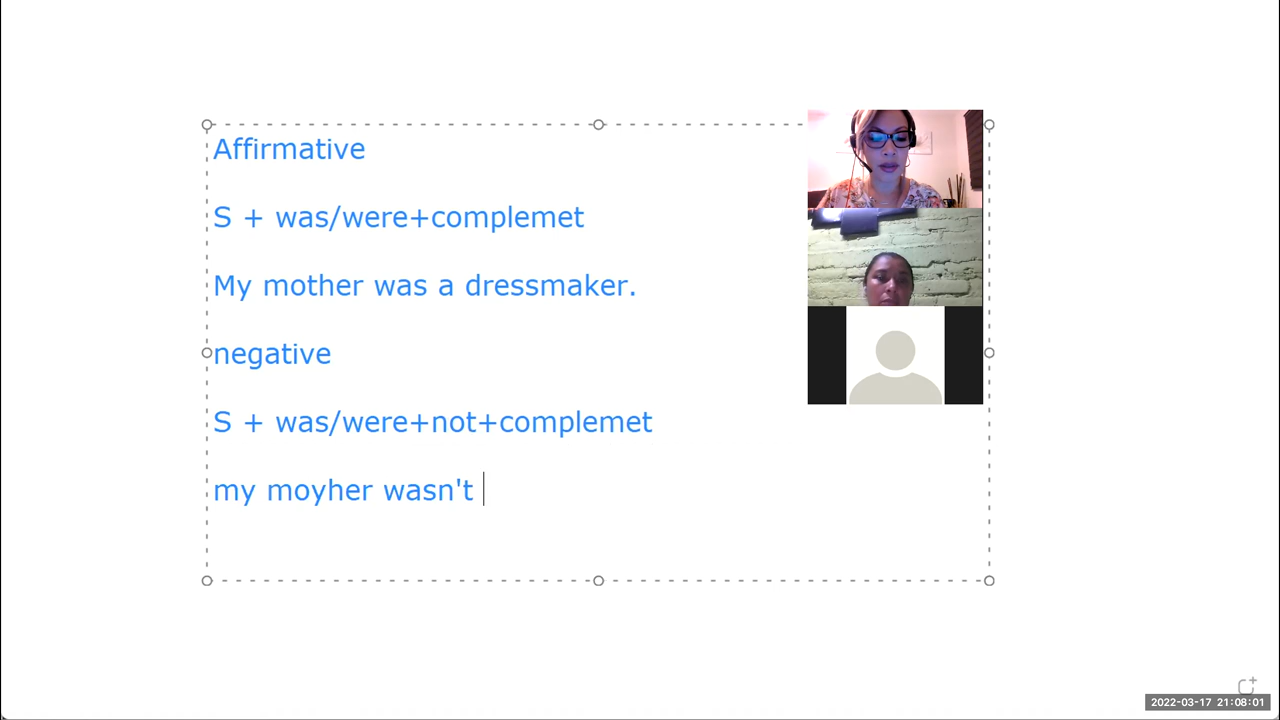 Affirmative
S + was/were+complemet
My mother was a dressmaker.
negative
S + was/were+not+complemet
my moyher wasn't
2022-03-17 21:08:01